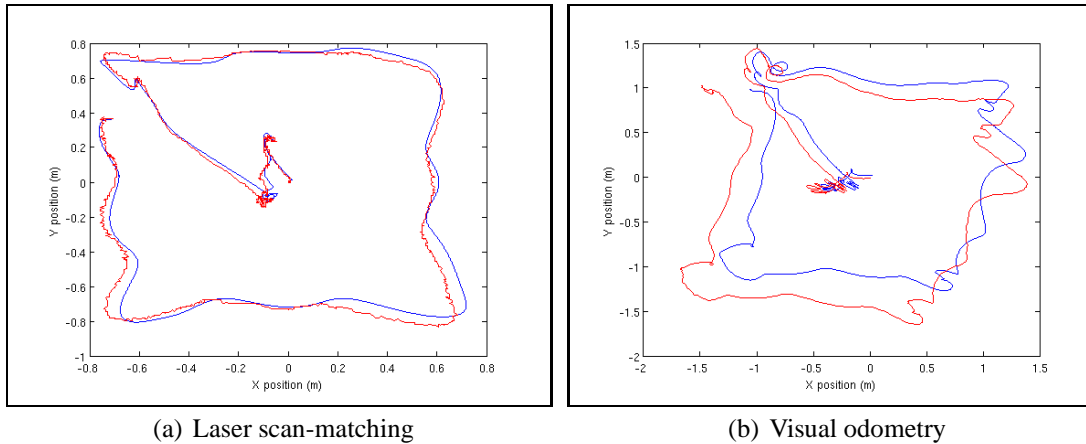 0.8
0.6
0.4
0.2
0
-0.2
-0.4
-0.6
-0.8
-1
Y position (m)
-0.8 -0.6 -0.4 -0.2 0 0.2 0.4 0.6 0.8
X position (m)
(a) Laser scan-matching
1.5
1
0.5
0
-0.5
-1
-1.5
-2
Y position (m)
-2 -1.5 -1 -0.5 0 0.5 1 1.5
X position (m)
(b) Visual odometry